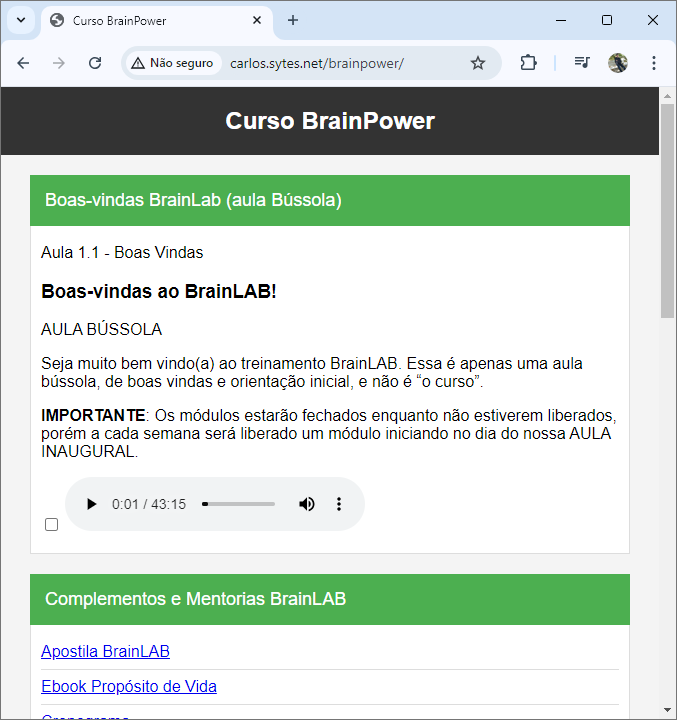 Curso BrainPower
Não seguro
carlos.sytes.net/brainpower/
Curso BrainPower
Boas-vindas BrainLab (aula Bússola)
Aula 1.1 - Boas Vindas
Boas-vindas ao BrainLAB!
AULA BÚSSOLA
Seja muito bem vindo(a) ao treinamento BrainLAB. Essa é apenas uma aula
bússola, de boas vindas e orientação inicial, e não é “o curso”.
IMPORTANTE: Os módulos estarão fechados enquanto não estiverem liberados,
porém a cada semana será liberado um módulo iniciando no dia do nossa AULA
INAUGURAL.
0:01 / 43:15
Complementos e Mentorias BrainLAB
Apostila BrainLAB
Ebook Propósito de Vida
Cronograma